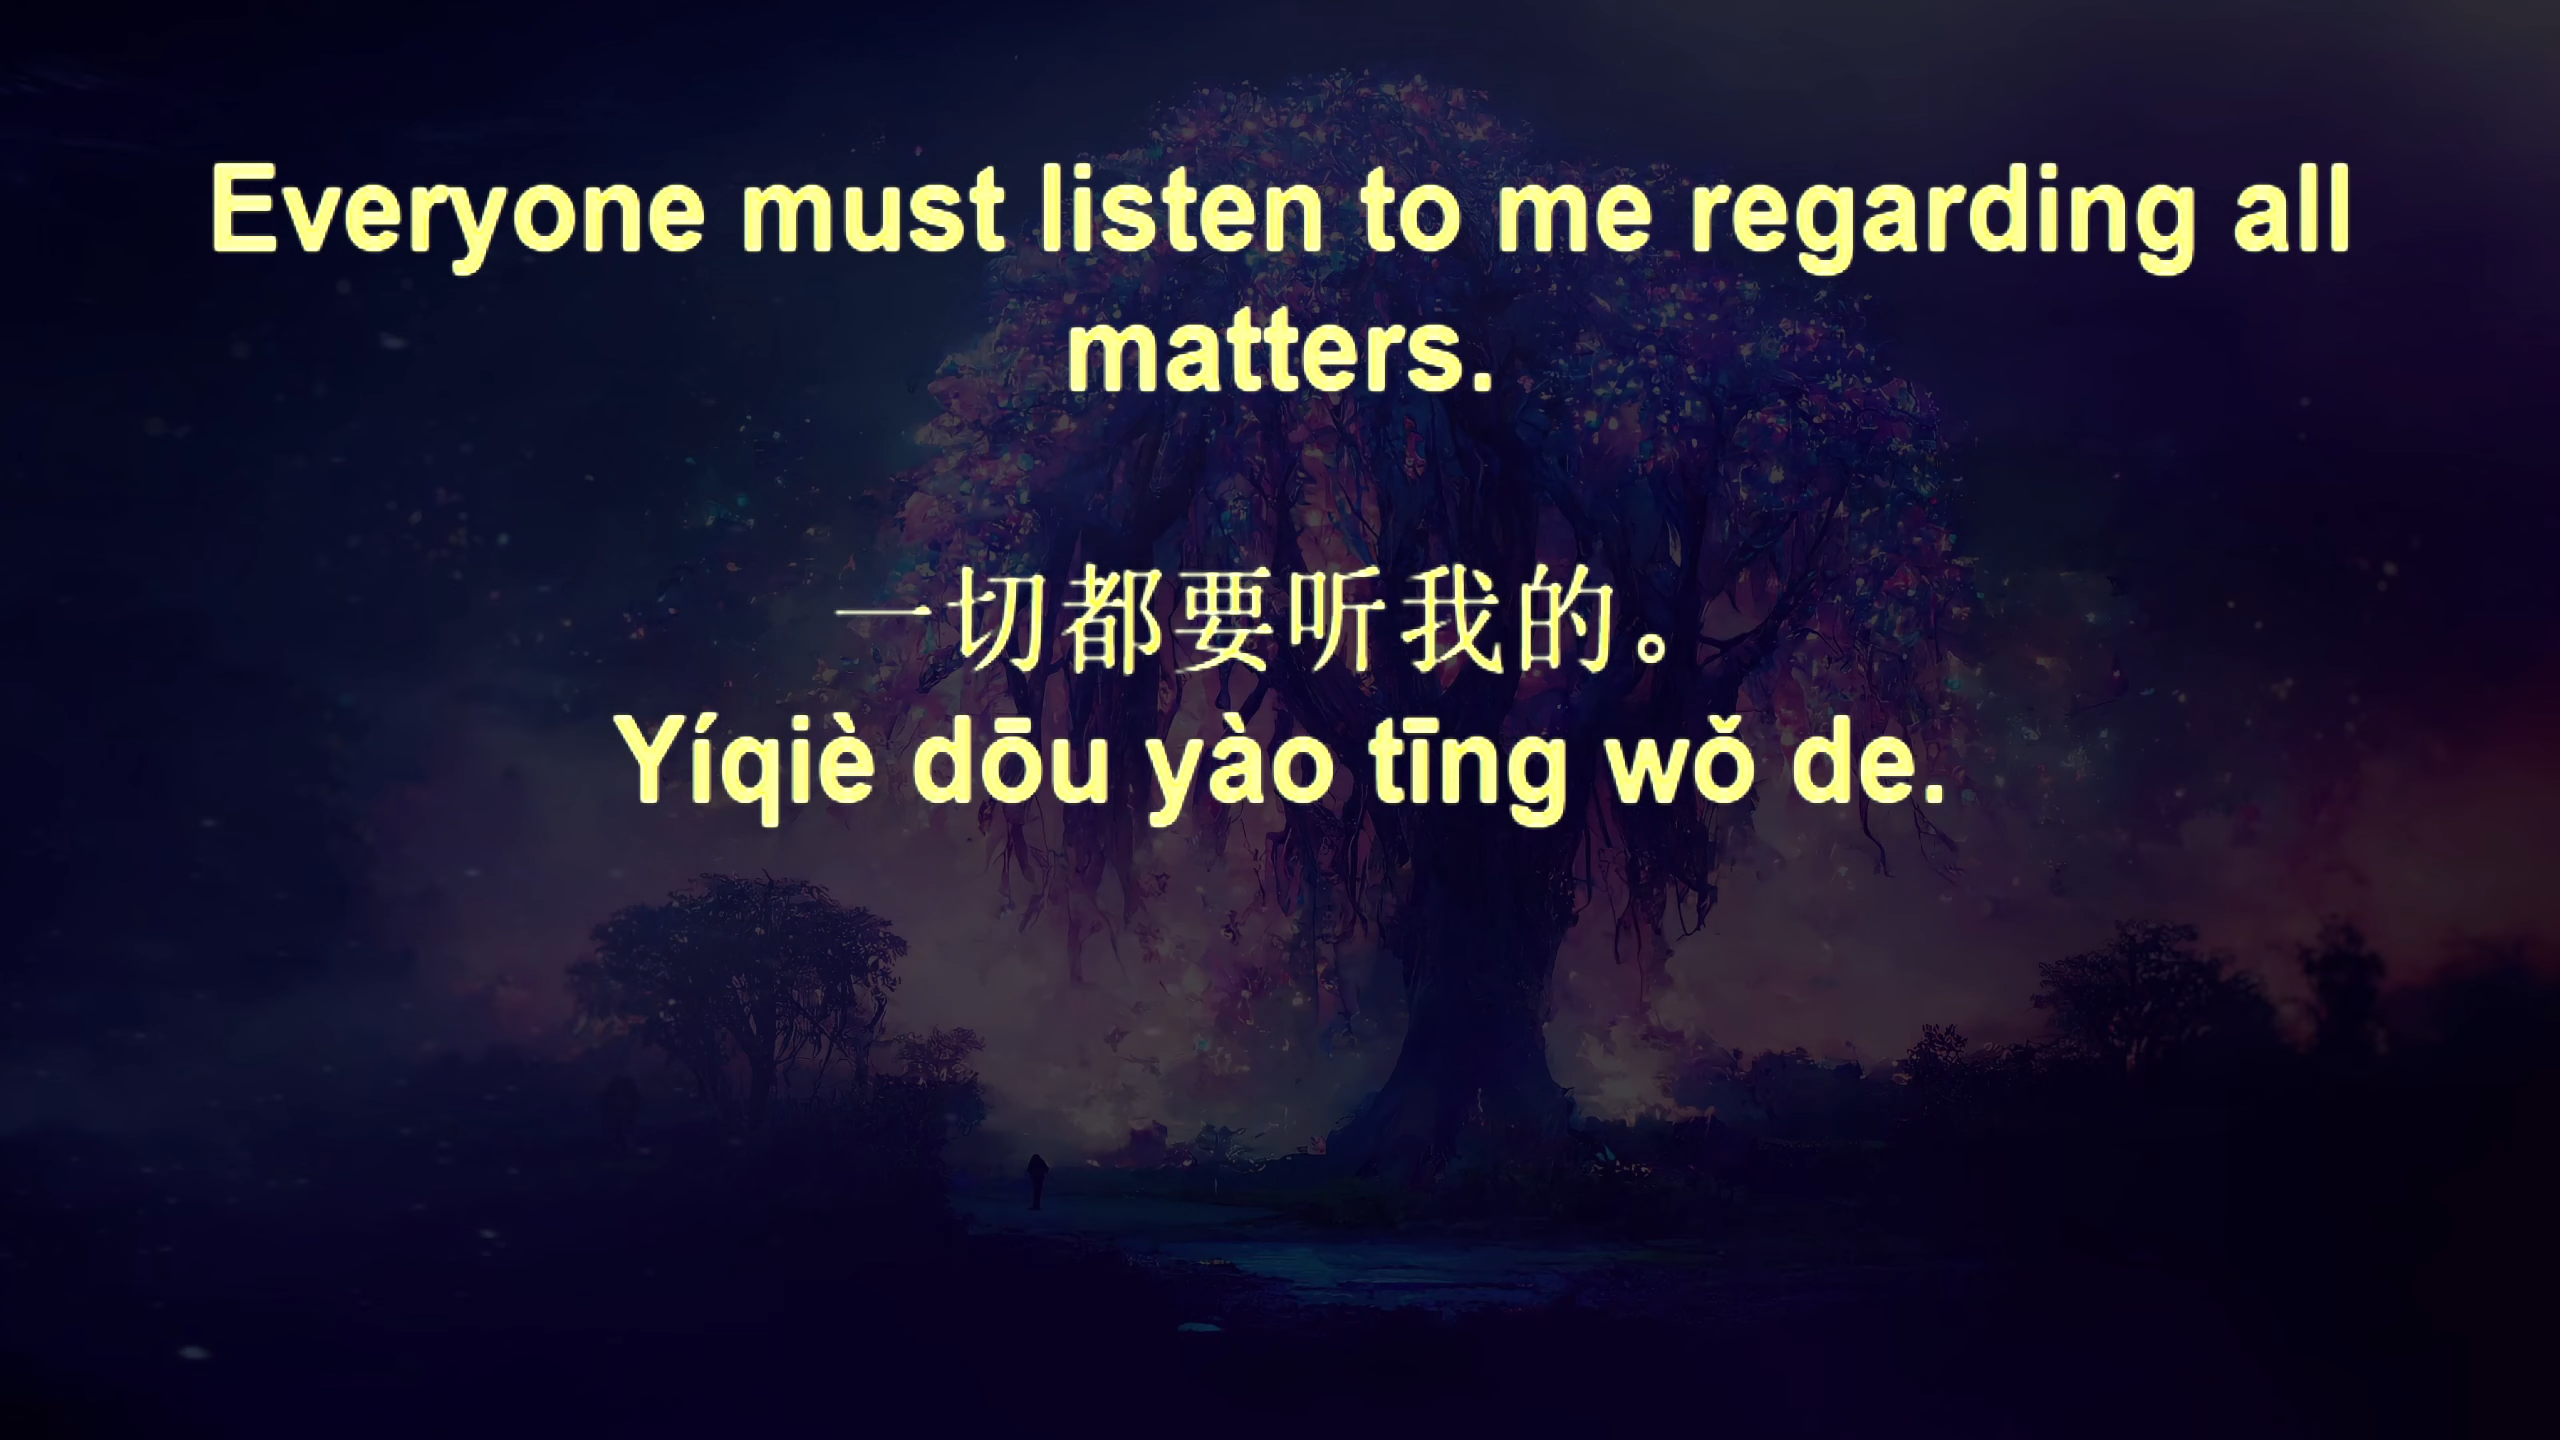 Everyone must listen to me regarding all
matters.
一切都要听我的。
Yíqiè dōu yào tīng wǒ de.